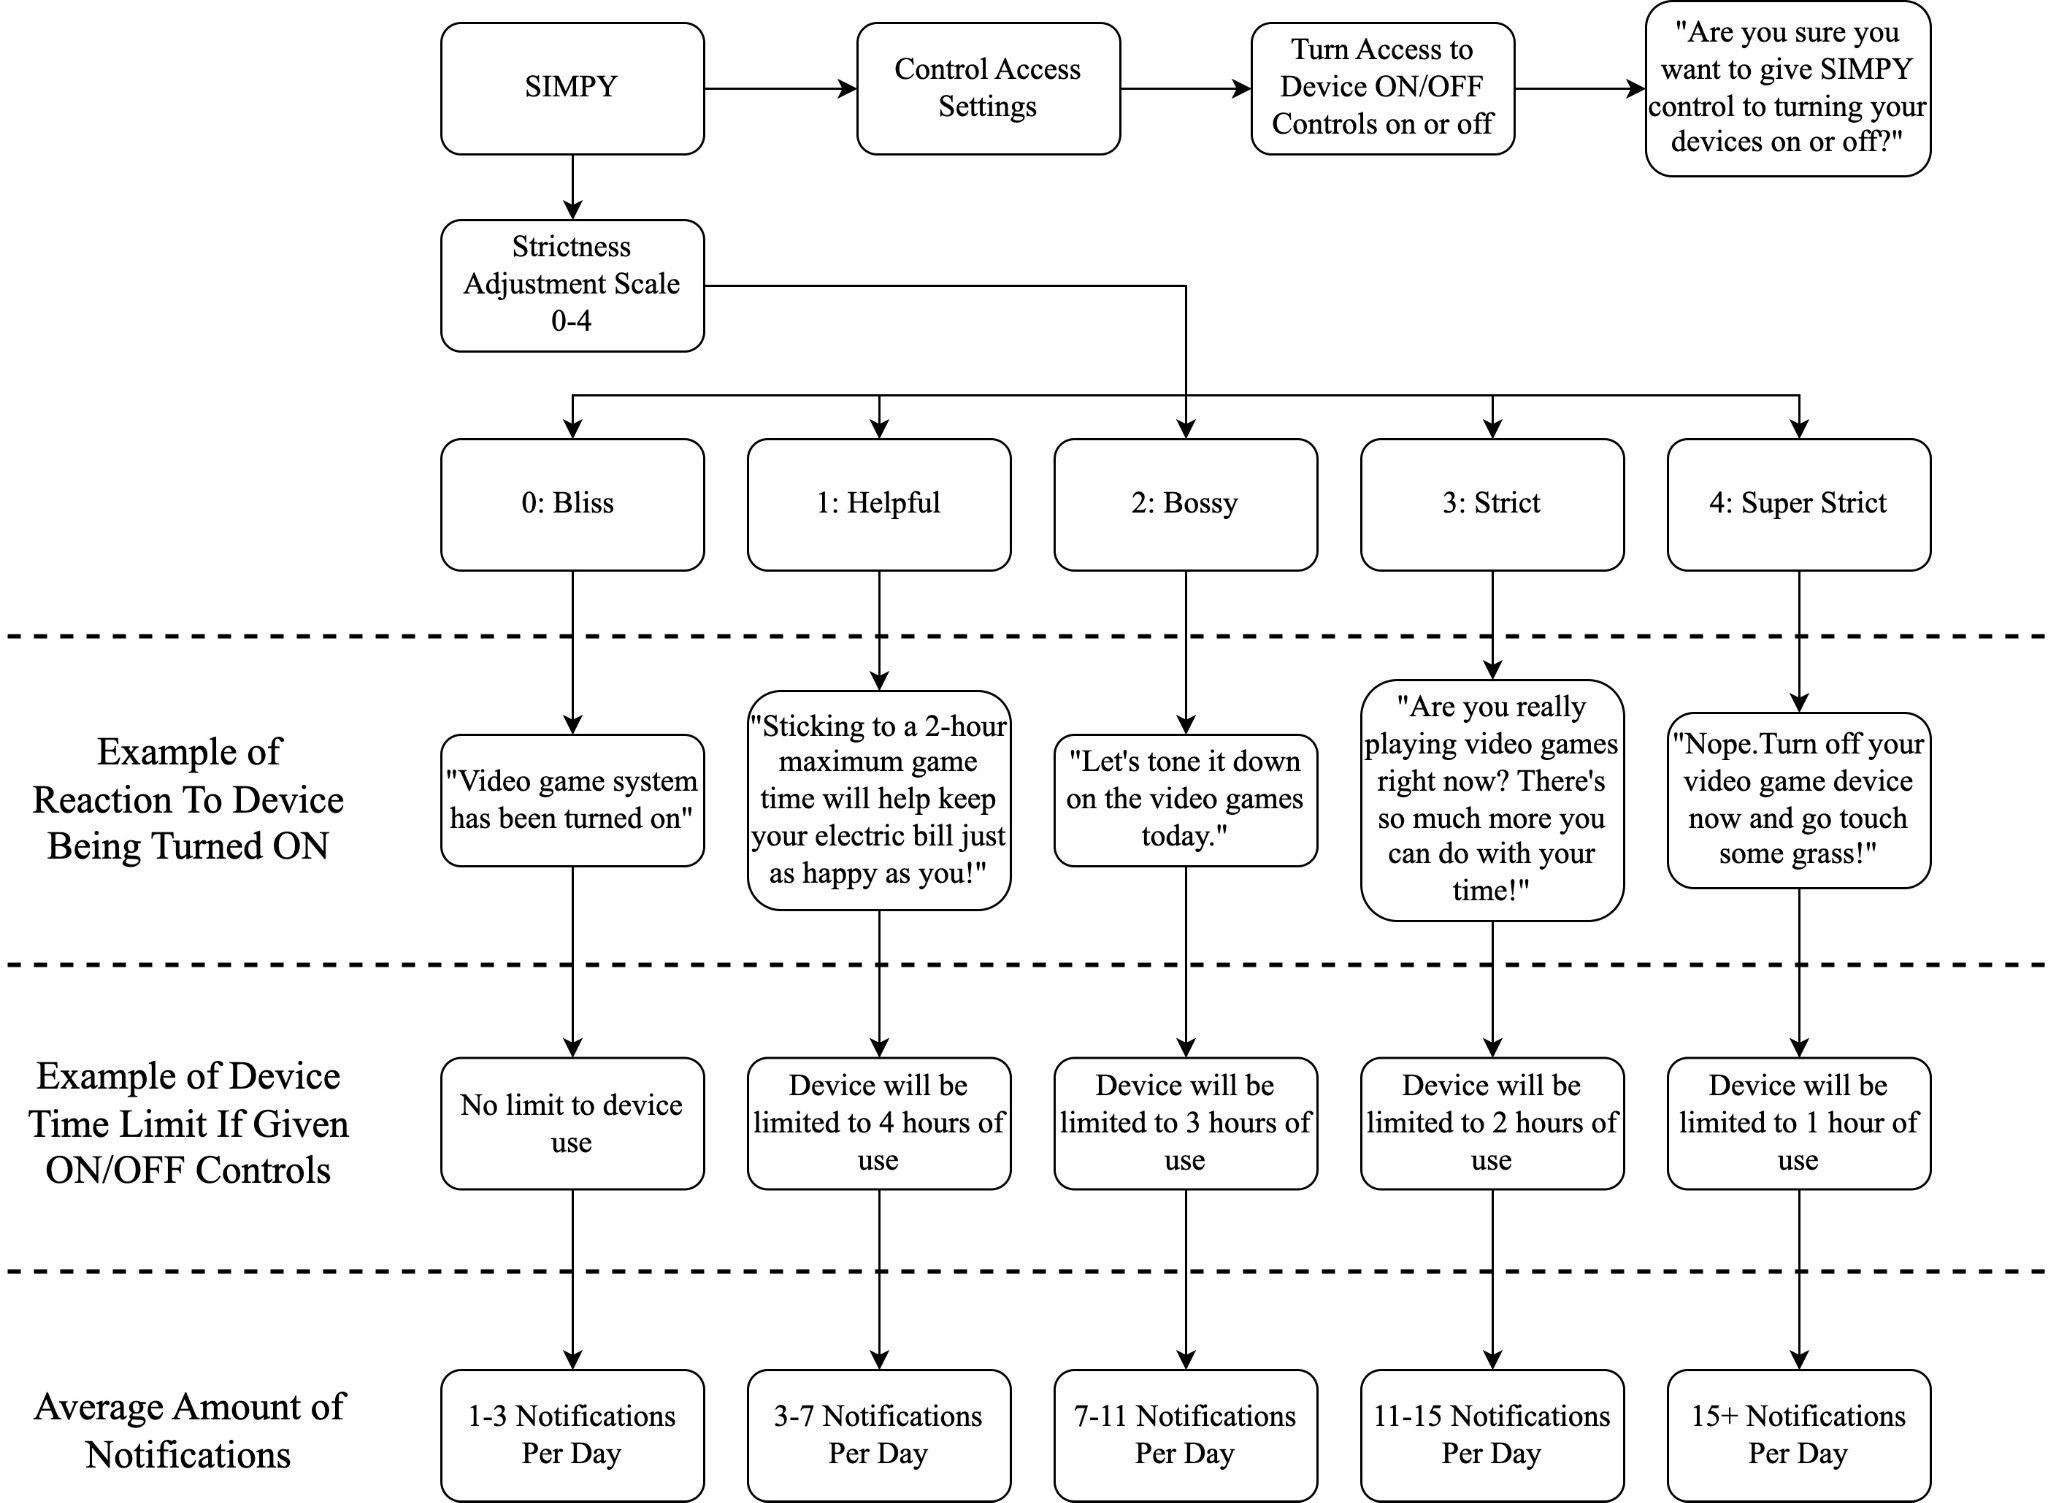 SIMPY
Control Access
Settings
Turn Access to
Device ON/OFF
Controls on or off
"Are you sure you
want to give SIMPY
control to turning your
devices on or off?"
Strictness
Adjustment Scale
0-4
0: Bliss
1: Helpful
2: Bossy
3: Strict
4: Super Strict
Example of
Reaction To Device
Being Turned ON
"Video game system
has been turned on"
"Sticking to a 2-hour
maximum game
time will help keep
your electric bill just
as happy as you!"
"Let's tone it down
on the video games
today."
"Are you really
playing video games
right now? There's
so much more you
can do with your
time!"
"Nope.Turn off your
video game device
now and go touch
some grass!"
Example of Device
Time Limit If Given
ON/OFF Controls
No limit to device
use
Device will be
limited to 4 hours of
use
Device will be
limited to 3 hours of
use
Device will be
limited to 2 hours of
use
Device will be
limited to 1 hour of
use
Average Amount of
Notifications
1-3 Notifications
Per Day
3-7 Notifications
Per Day
7-11 Notifications
Per Day
11-15 Notifications
Per Day
15+ Notifications
Per Day